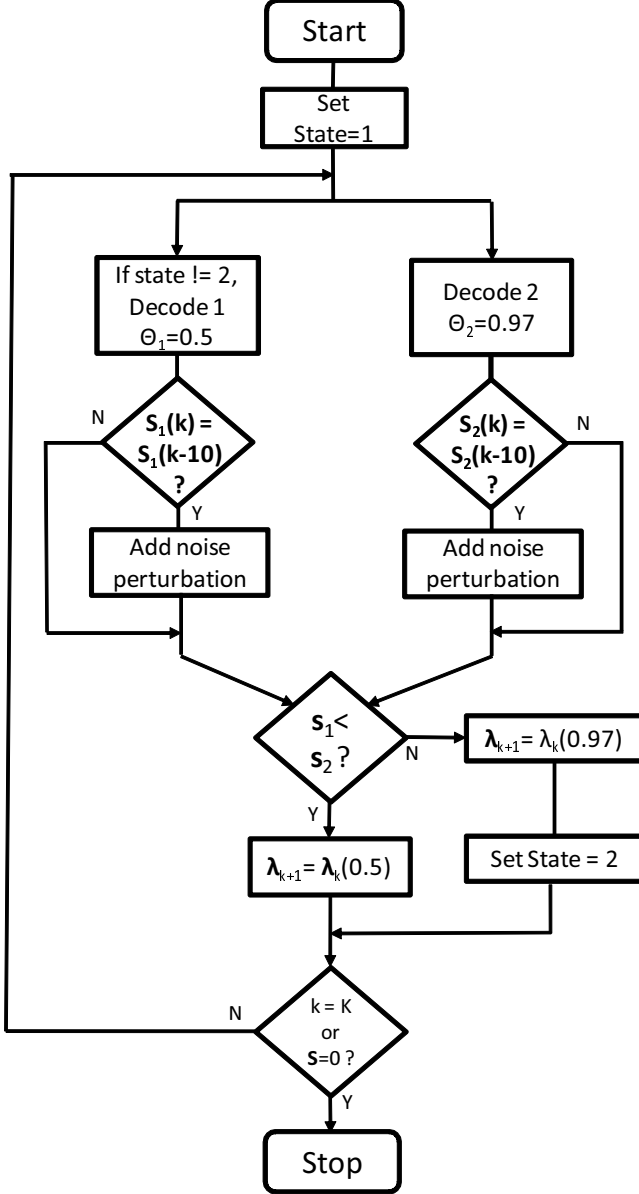 Start
Set
State=1
If state != 2,
Decode 1
Θ₁=0.5
Decode 2
Θ₂=0.97
N
S₁(k) =
S₁(k-10)
?
Y
S₂(k) =
S₂(k-10)
?
N
Y
Add noise
perturbation
Add noise
perturbation
s₁<
s₂ ?
N
Y
λₖ₊₁= λₖ(0.97)
λₖ₊₁= λₖ(0.5)
Set State = 2
N
k = K
or
S=0 ?
Y
Stop